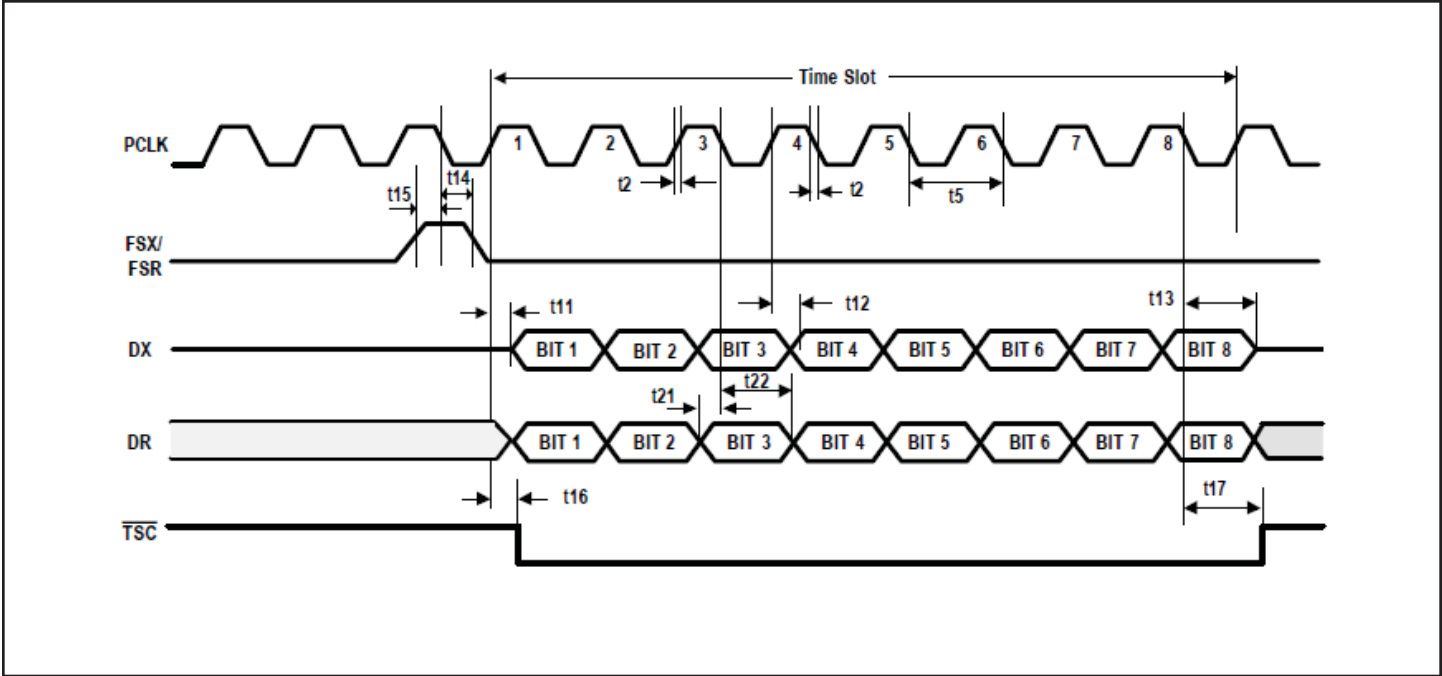 Time Slot
PCLK
1 2 3 4 5 6 7 8
t15 t14 t2 t2 t5
FSX/
FSR
t11 t12 t13
DX
BIT 1 BIT 2 BIT 3 BIT 4 BIT 5 BIT 6 BIT 7 BIT 8
t21 t22
DR
BIT 1 BIT 2 BIT 3 BIT 4 BIT 5 BIT 6 BIT 7 BIT 8
t16 t17
TSC